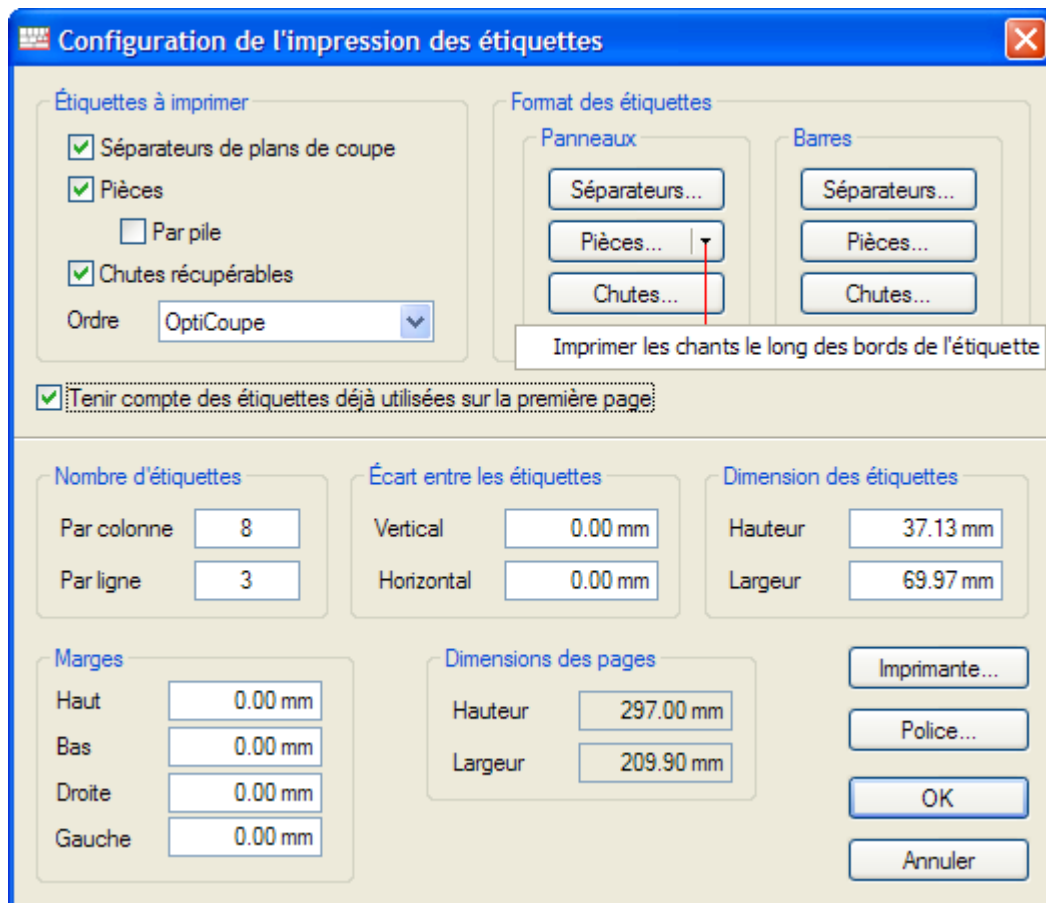 Configuration de l'impression des étiquettes
Étiquettes à imprimer
Séparateurs de plans de coupe
Pièces
Par pile
Chutes récupérables
Ordre OptiCoupe
Format des étiquettes
Panneaux
Séparateurs...
Pièces...
Chutes...
Barres
Séparateurs...
Pièces...
Chutes...
Imprimer les chants le long des bords de l'étiquette
Tenir compte des étiquettes déjà utilisées sur la première page
Nombre d'étiquettes
Par colonne 8
Par ligne 3
Écart entre les étiquettes
Vertical 0.00 mm
Horizontal 0.00 mm
Dimension des étiquettes
Hauteur 37.13 mm
Largeur 69.97 mm
Marges
Haut 0.00 mm
Bas 0.00 mm
Droite 0.00 mm
Gauche 0.00 mm
Dimensions des pages
Hauteur 297.00 mm
Largeur 209.90 mm
Imprimante...
Police...
OK
Annuler